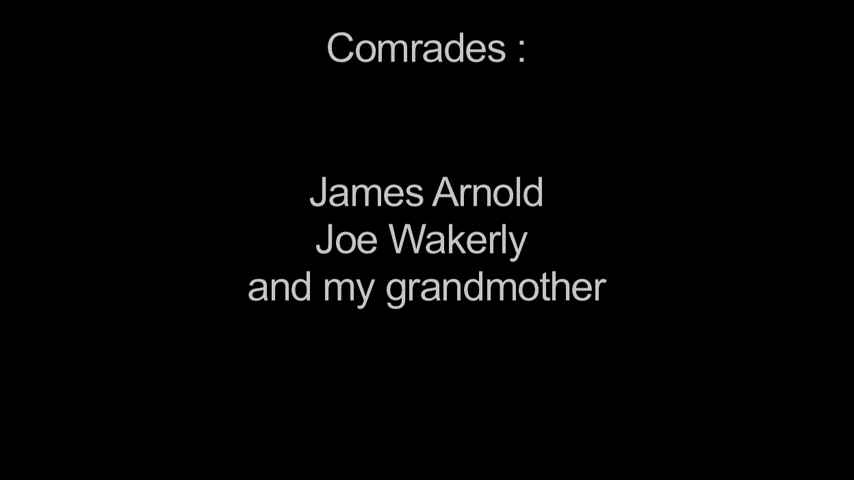 Comrades :
James Arnold
Joe Wakerly
and my grandmother